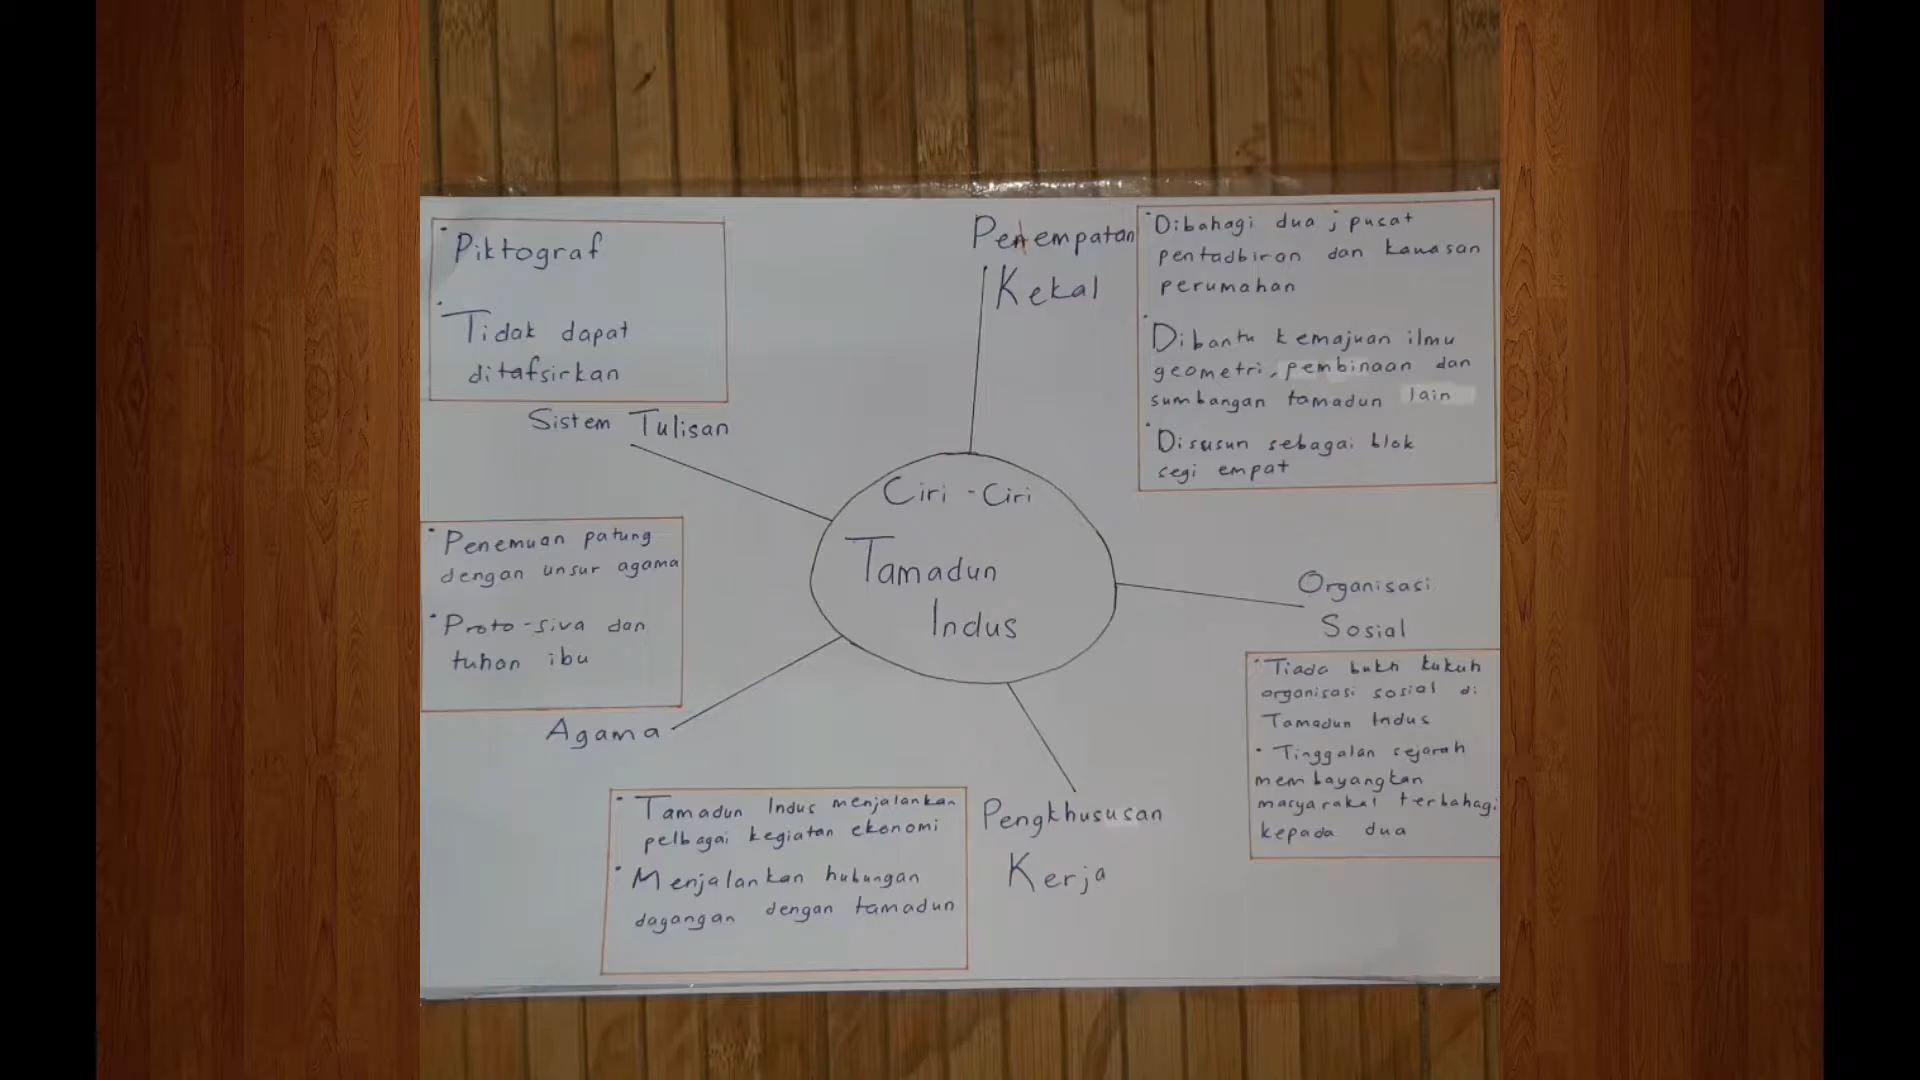 Piktograf
Tidak dapat
ditafsirkan
Sistem Tulisan
Penempatan
Kekal
Dibahagi dua ; pusat
pentadbiran dan kawasan
perumahan
Dibantu kemajuan ilmu
geometri, pembinaan dan
sumbangan tamadun lain
Disusun sebagai blok
segi empat
Ciri - Ciri
Tamadun
Indus
Penemuan patung
dengan unsur agama
Proto-siva dan
tuhan ibu
Agama
Organisasi
Sosial
Tiada bukti kukuh
organisasi sosial di
Tamadun Indus
Tinggalan sejarah
membayangkan
masyarakat terbahagi
kepada dua
Tamadun Indus menjalankan
pelbagai kegiatan ekonomi
Menjalankan hubungan
dagangan dengan tamadun
Pengkhususan
Kerja